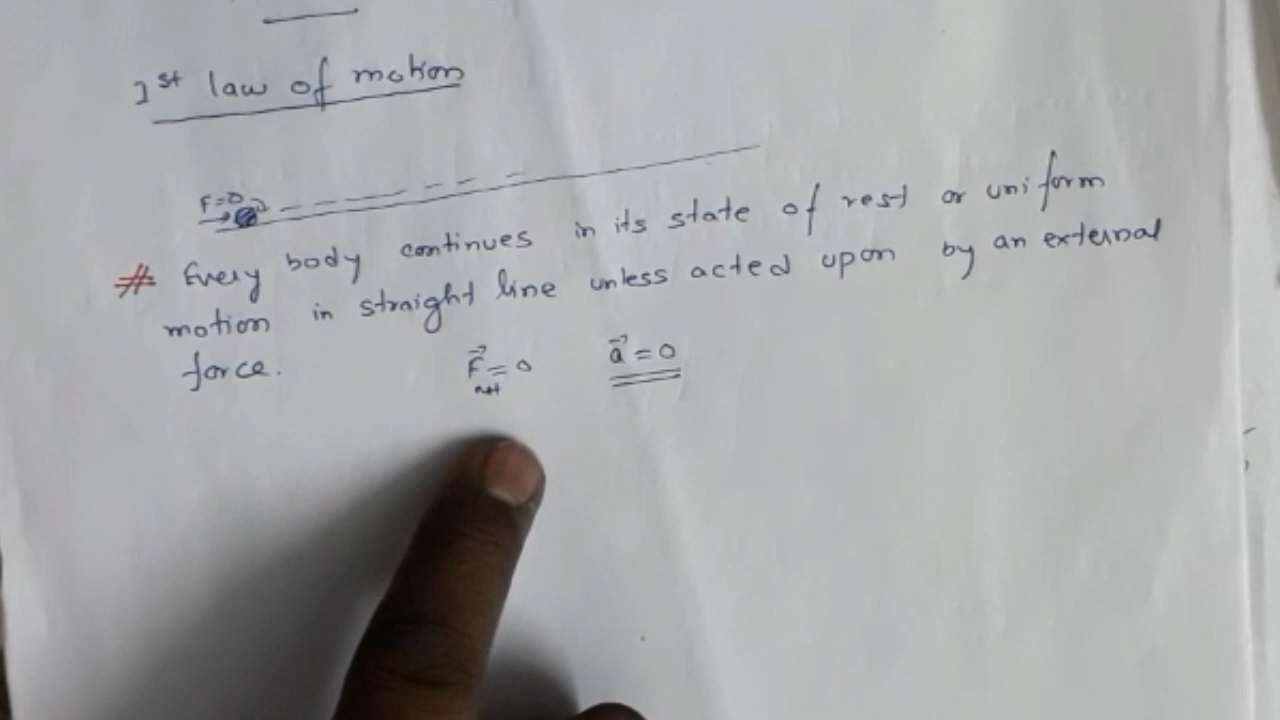 1st law of motion
F=0
# Every body continues in its state of rest or uniform
motion in straight line unless acted upon by an external
force.
F⃗net = 0 a⃗ = 0